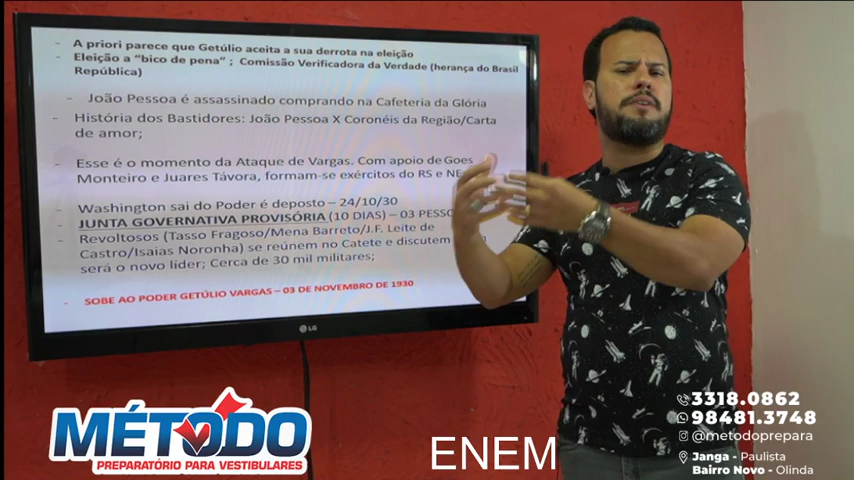 - A priori parece que Getúlio aceita a sua derrota na eleição
- Eleição a "bico de pena" ; Comissão Verificadora da Verdade (herança do Brasil
República)
- João Pessoa é assassinado comprando na Cafeteria da Glória
- História dos Bastidores: João Pessoa X Coronéis da Região/Carta
de amor;
- Esse é o momento da Ataque de Vargas. Com apoio de Goes
Monteiro e Juares Távora, formam-se exércitos do RS e NE
- Washington sai do Poder é deposto – 24/10/30
- JUNTA GOVERNATIVA PROVISÓRIA (10 DIAS) – 03
- Revoltosos (Tasso Fragoso/Mena Barreto/J.F. Leite de
Castro/Isaias Noronha) se reúnem no Catete e discutem
será o novo líder; Cerca de 30 mil militares;
- SOBE AO PODER GETÚLIO VARGAS – 03 DE NOVEMBRO DE 1930
LG
MÉTODO
PREPARATÓRIO PARA VESTIBULARES
ENEM
3318.0862
98481.3748
@metodoprepara
Janga - Paulista
Bairro Novo - Olinda